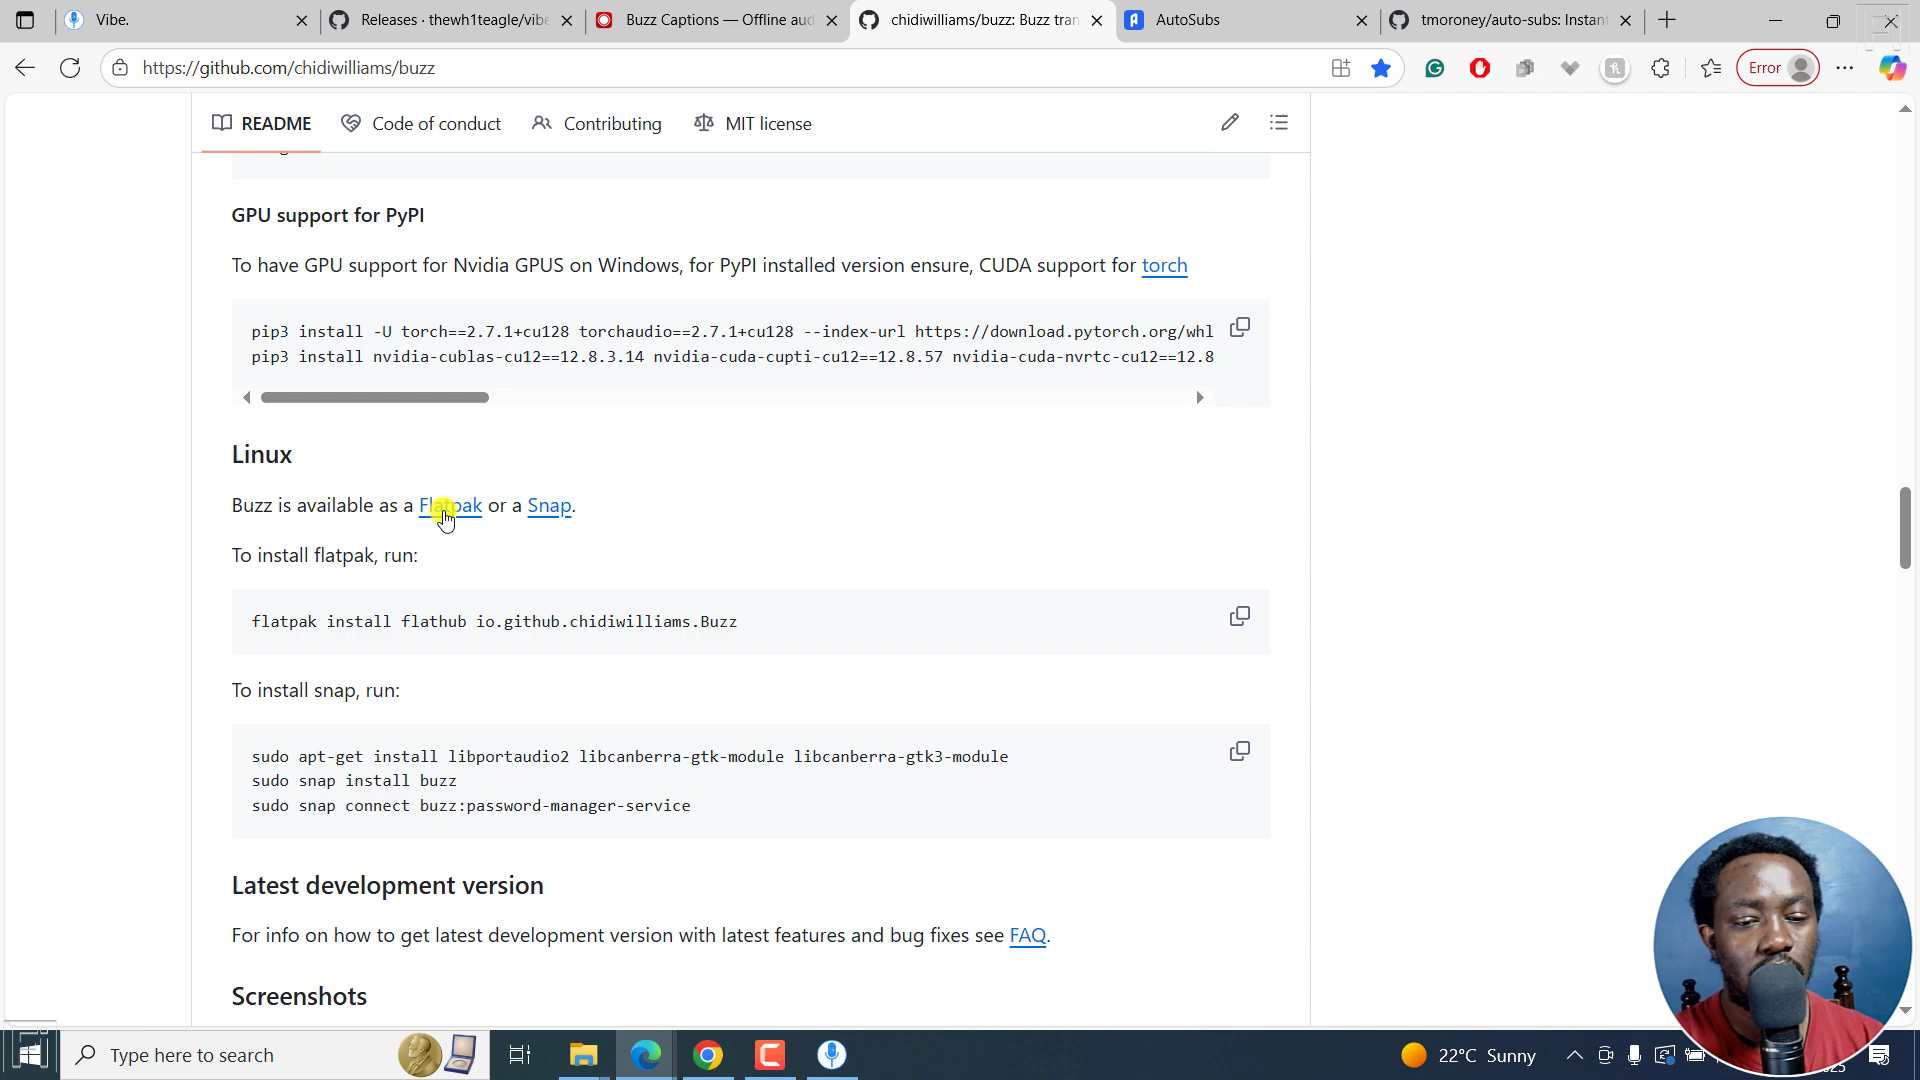 Vibe.
Releases · thewh1teagle/vibe
Buzz Captions — Offline aud
chidiwilliams/buzz: Buzz tran
AutoSubs
tmoroney/auto-subs: Instan
https://github.com/chidiwilliams/buzz
Error
README
Code of conduct
Contributing
MIT license
GPU support for PyPI
To have GPU support for Nvidia GPUS on Windows, for PyPI installed version ensure, CUDA support for torch
pip3 install -U torch==2.7.1+cu128 torchaudio==2.7.1+cu128 --index-url https://download.pytorch.org/whl
pip3 install nvidia-cublas-cu12==12.8.3.14 nvidia-cuda-cupti-cu12==12.8.57 nvidia-cuda-nvrtc-cu12==12.8
Linux
Buzz is available as a Flatpak or a Snap.
To install flatpak, run:
flatpak install flathub io.github.chidiwilliams.Buzz
To install snap, run:
sudo apt-get install libportaudio2 libcanberra-gtk-module libcanberra-gtk3-module
sudo snap install buzz
sudo snap connect buzz:password-manager-service
Latest development version
For info on how to get latest development version with latest features and bug fixes see FAQ.
Screenshots
Type here to search
22°C Sunny